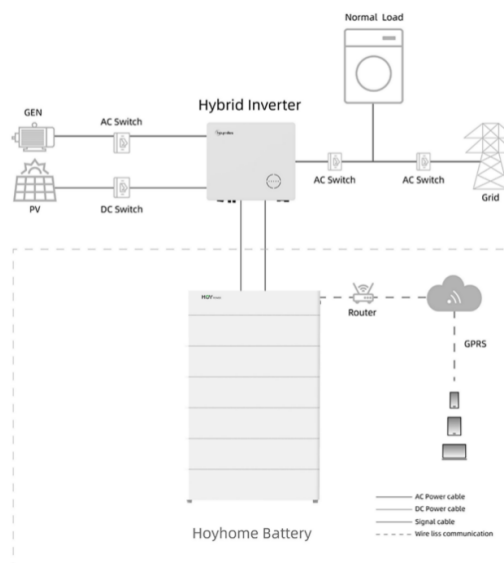 Normal Load
Hybrid Inverter
GEN
AC Switch
AC Switch
AC Switch
Grid
PV
DC Switch
Router
GPRS
Hoyhome Battery
AC Power cable
DC Power cable
Signal cable
Wire liss communication